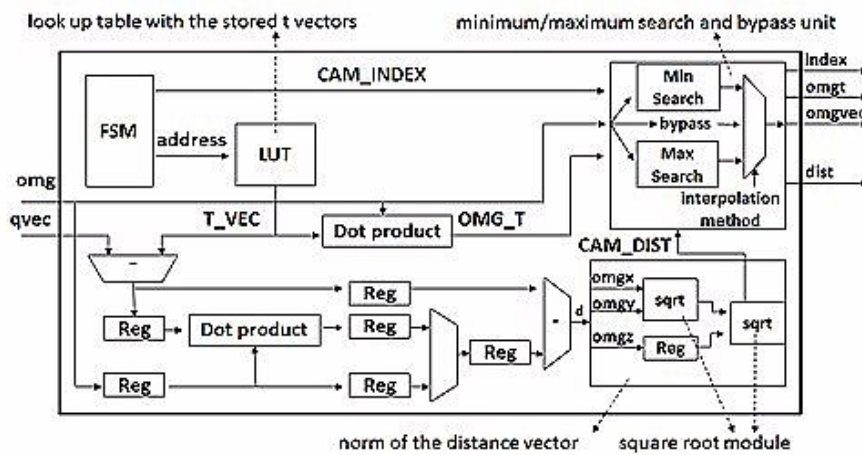 look up table with the stored t vectors
minimum/maximum search and bypass unit
CAM_INDEX
index
Min
Search
omgt
FSM
address
LUT
bypass
omgvec
omg
Max
Search
dist
qvec
T_VEC
Dot product
OMG_T
interpolation
method
CAM_DIST
-
Reg
omgx
sqrt
omgy
Reg
Dot product
Reg
-
d
sqrt
Reg
omgz
Reg
Reg
Reg
norm of the distance vector
square root module